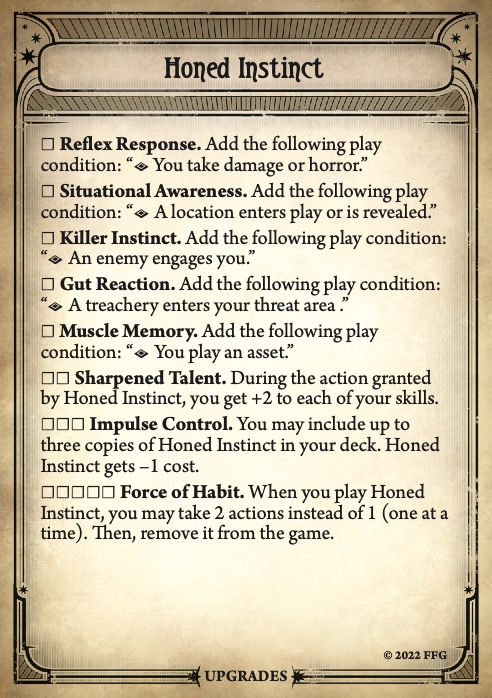 Honed Instinct
☐ Reflex Response. Add the following play
condition: “ You take damage or horror.”
☐ Situational Awareness. Add the following play
condition: “ A location enters play or is revealed.”
☐ Killer Instinct. Add the following play condition:
“ An enemy engages you.”
☐ Gut Reaction. Add the following play condition:
“ A treachery enters your threat area .”
☐ Muscle Memory. Add the following play
condition: “ You play an asset.”
☐☐ Sharpened Talent. During the action granted
by Honed Instinct, you get +2 to each of your skills.
☐☐☐ Impulse Control. You may include up to
three copies of Honed Instinct in your deck. Honed
Instinct gets –1 cost.
☐☐☐☐☐ Force of Habit. When you play Honed
Instinct, you may take 2 actions instead of 1 (one at a
time). Then, remove it from the game.
© 2022 FFG
UPGRADES